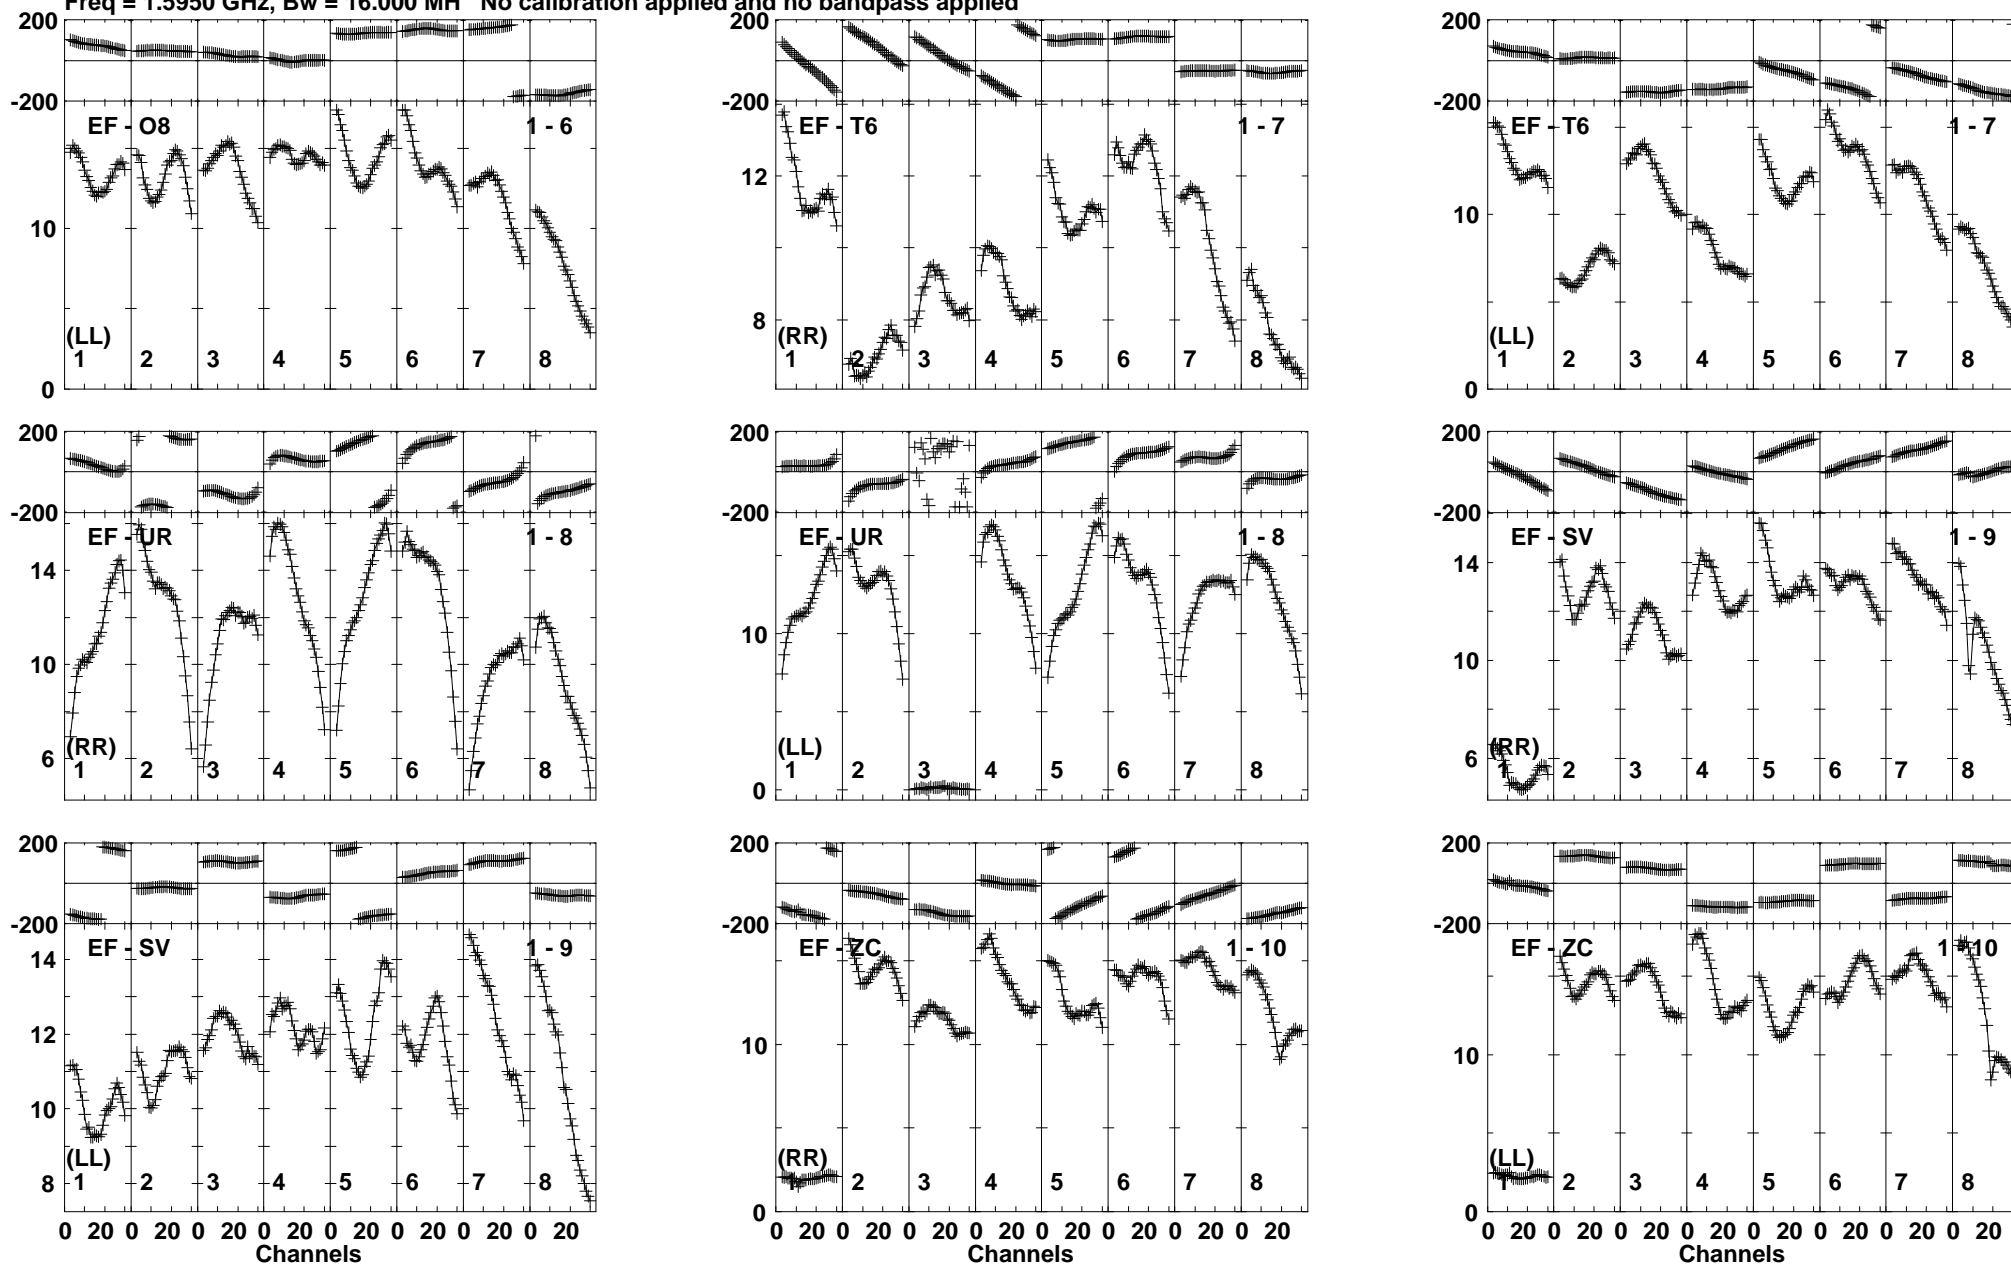 Freq = 1.5950 GHz, Bw = 16.000 MH No calibration applied and no bandpass applied
200 200 200
-200 -200 -200
EF - O8 1 - 6 EF - T6 1 - 7 EF - T6 1 - 7
12
10 10
8
(LL) (RR) (LL)
1 2 3 4 5 6 7 8 1 2 3 4 5 6 7 8 1 2 3 4 5 6 7 8
0 0
200 200 200
-200 -200 -200
EF - UR 1 - 8 EF - UR 1 - 8 EF - SV 1 - 9
14 14
10 10 10
(RR) (LL) (RR)
6 6
1 2 3 4 5 6 7 8 1 2 3 4 5 6 7 8 1 2 3 4 5 6 7 8
0
200 200 200
-200 -200 -200
EF - SV 1 - 9 EF - ZC 1 - 10 EF - ZC 1 - 10
14
12
10 10
10
(LL) (RR) (LL)
8 1 2 3 4 5 6 7 8 1 2 3 4 5 6 7 8 1 2 3 4 5 6 7 8
0 0
0 20 0 20 0 20 0 20 0 20 0 20 0 20 0 20 0 20 0 20 0 20 0 20 0 20 0 20 0 20 0 20 0 20 0 20 0 20 0 20 0 20 0 20 0 20 0 20
Channels Channels Channels